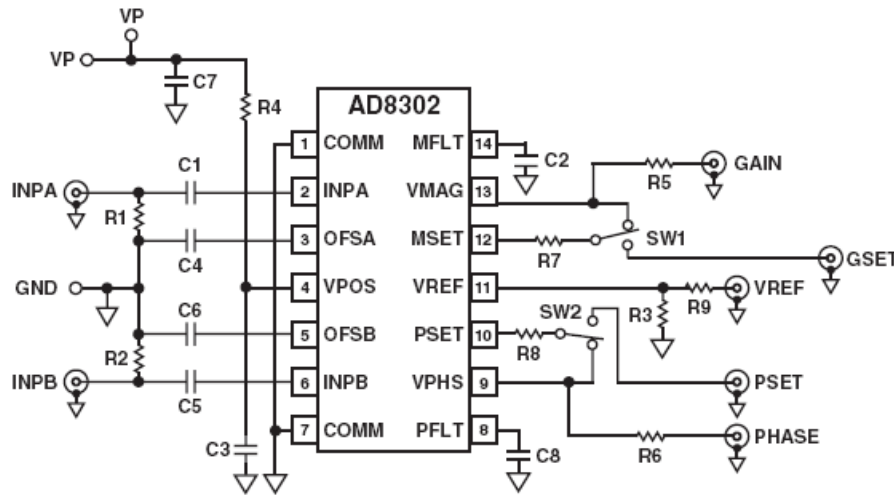 VP
VP
C7
R4
AD8302
1 COMM MFLT 14
C2
GAIN
R5
INPA
C1
2 INPA VMAG 13
R1
SW1
3 OFSA MSET 12
C4
R7
GSET
GND
4 VPOS VREF 11
VREF
R9
R3
C6
SW2
5 OFSB PSET 10
R8
R2
INPB
C5
6 INPB VPHS 9
PSET
C3
7 COMM PFLT 8
C8
R6
PHASE